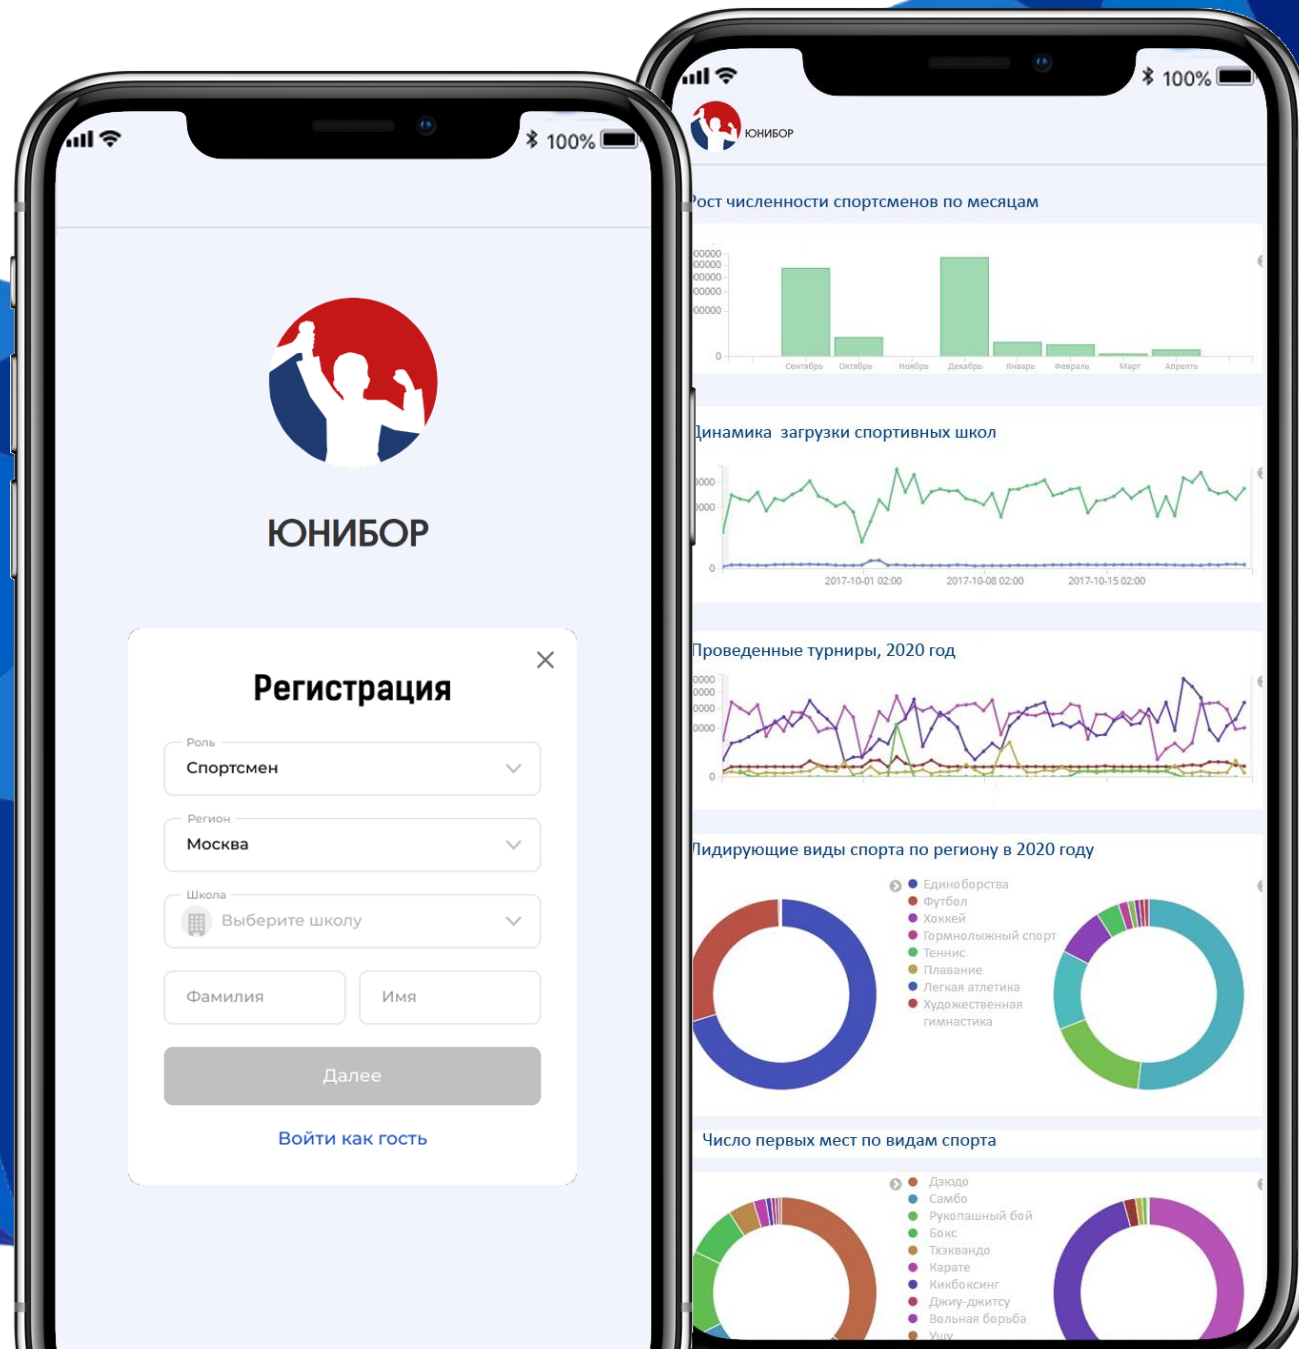 100%
ЮНИБОР
Регистрация
Роль
Спортсмен
Регион
Москва
Школа
Выберите школу
Фамилия
Имя
Далее
Войти как гость
100%
ЮНИБОР
Рост численности спортсменов по месяцам
0
Сентябрь Октябрь Ноябрь Декабрь Январь Февраль Март Апрелть
Динамика загрузки спортивных школ
0
2017-10-01 02:00 2017-10-08 02:00 2017-10-15 02:00
Проведенные турниры, 2020 год
0
Лидирующие виды спорта по региону в 2020 году
Единоборства
Футбол
Хоккей
Гормнолыжный спорт
Теннис
Плавание
Легкая атлетика
Художественная
гимнастика
Число первых мест по видам спорта
Дзюдо
Самбо
Рукопашный бой
Бокс
Тхэквандо
Карате
Кикбоксинг
Джиу-джитсу
Вольная борьба
Ушу